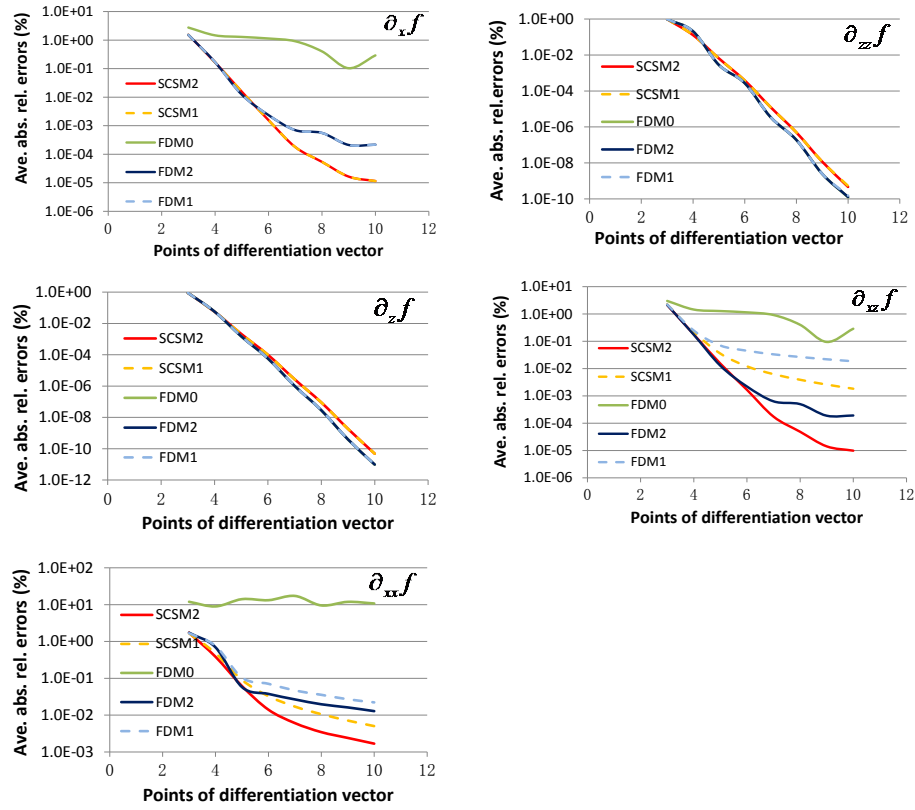 ∂ₓf
Ave. abs. rel. errors (%)
1.0E+01
1.0E+00
1.0E-01
1.0E-02
1.0E-03
1.0E-04
1.0E-05
1.0E-06
SCSM2
SCSM1
FDM0
FDM2
FDM1
0 2 4 6 8 10 12
Points of differentiation vector
∂zzf
Ave. abs. rel.errors (%)
1.0E+00
1.0E-02
1.0E-04
1.0E-06
1.0E-08
1.0E-10
SCSM2
SCSM1
FDM0
FDM2
FDM1
0 2 4 6 8 10 12
Points of differentiation vector
∂zf
Ave. abs. rel. errors (%)
1.0E+00
1.0E-02
1.0E-04
1.0E-06
1.0E-08
1.0E-10
1.0E-12
SCSM2
SCSM1
FDM0
FDM2
FDM1
0 2 4 6 8 10 12
Points of differentiation vector
∂xzf
Ave. abs. rel. errors (%)
1.0E+01
1.0E+00
1.0E-01
1.0E-02
1.0E-03
1.0E-04
1.0E-05
1.0E-06
SCSM2
SCSM1
FDM0
FDM2
FDM1
0 2 4 6 8 10 12
Points of differentiation vector
∂xxf
Ave. abs. rel. errors (%)
1.0E+02
1.0E+01
1.0E+00
1.0E-01
1.0E-02
1.0E-03
SCSM2
SCSM1
FDM0
FDM2
FDM1
0 2 4 6 8 10 12
Points of differentiation vector